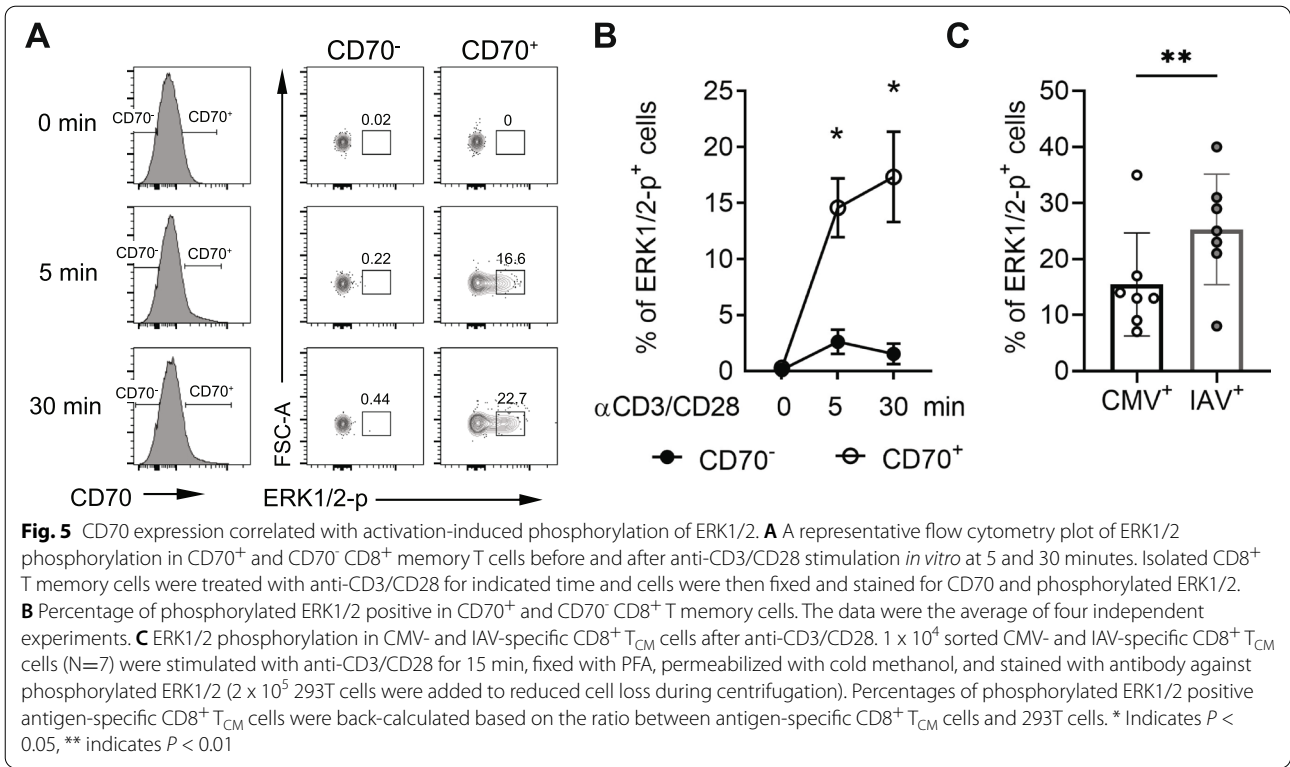 A
CD70⁻
CD70⁺
0 min
CD70⁻
CD70⁺
0.02
0
5 min
CD70⁻
CD70⁺
0.22
16.6
30 min
CD70⁻
CD70⁺
0.44
22.7
FSC-A
CD70
ERK1/2-p
B
% of ERK1/2-p⁺ cells
25
20
15
10
5
0
*
*
αCD3/CD28
0
5
30
min
CD70⁻
CD70⁺
C
% of ERK1/2-p⁺ cells
50
40
30
20
10
0
**
CMV⁺
IAV⁺
Fig. 5 CD70 expression correlated with activation-induced phosphorylation of ERK1/2. A A representative flow cytometry plot of ERK1/2
phosphorylation in CD70⁺ and CD70⁻ CD8⁺ memory T cells before and after anti-CD3/CD28 stimulation in vitro at 5 and 30 minutes. Isolated CD8⁺
T memory cells were treated with anti-CD3/CD28 for indicated time and cells were then fixed and stained for CD70 and phosphorylated ERK1/2.
B Percentage of phosphorylated ERK1/2 positive in CD70⁺ and CD70⁻ CD8⁺ T memory cells. The data were the average of four independent
experiments. C ERK1/2 phosphorylation in CMV- and IAV-specific CD8⁺ T_CM cells after anti-CD3/CD28. 1 x 10⁴ sorted CMV- and IAV-specific CD8⁺ T_CM
cells (N=7) were stimulated with anti-CD3/CD28 for 15 min, fixed with PFA, permeabilized with cold methanol, and stained with antibody against
phosphorylated ERK1/2 (2 x 10⁵ 293T cells were added to reduced cell loss during centrifugation). Percentages of phosphorylated ERK1/2 positive
antigen-specific CD8⁺ T_CM cells were back-calculated based on the ratio between antigen-specific CD8⁺ T_CM cells and 293T cells. * Indicates P <
0.05, ** indicates P < 0.01